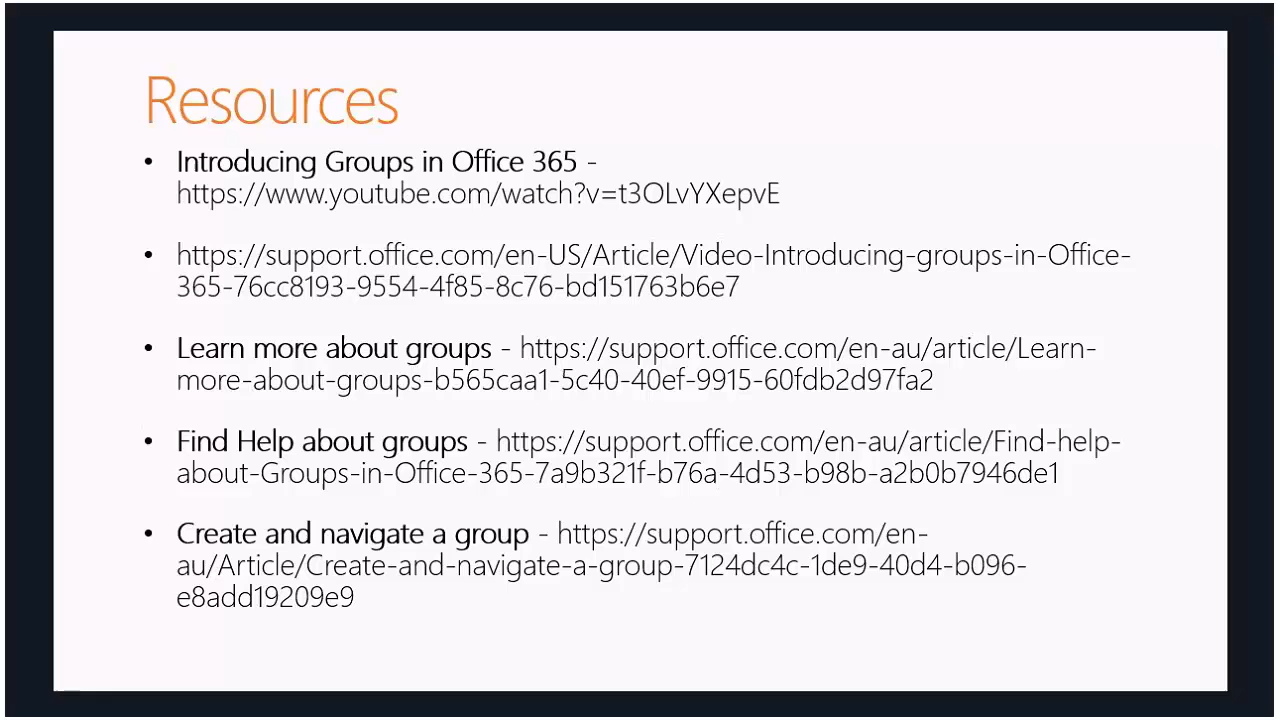 Resources
• Introducing Groups in Office 365 -
https://www.youtube.com/watch?v=t3OLvYXepvE
• https://support.office.com/en-US/Article/Video-Introducing-groups-in-Office-
365-76cc8193-9554-4f85-8c76-bd151763b6e7
• Learn more about groups - https://support.office.com/en-au/article/Learn-
more-about-groups-b565caa1-5c40-40ef-9915-60fdb2d97fa2
• Find Help about groups - https://support.office.com/en-au/article/Find-help-
about-Groups-in-Office-365-7a9b321f-b76a-4d53-b98b-a2b0b7946de1
• Create and navigate a group - https://support.office.com/en-
au/Article/Create-and-navigate-a-group-7124dc4c-1de9-40d4-b096-
e8add19209e9